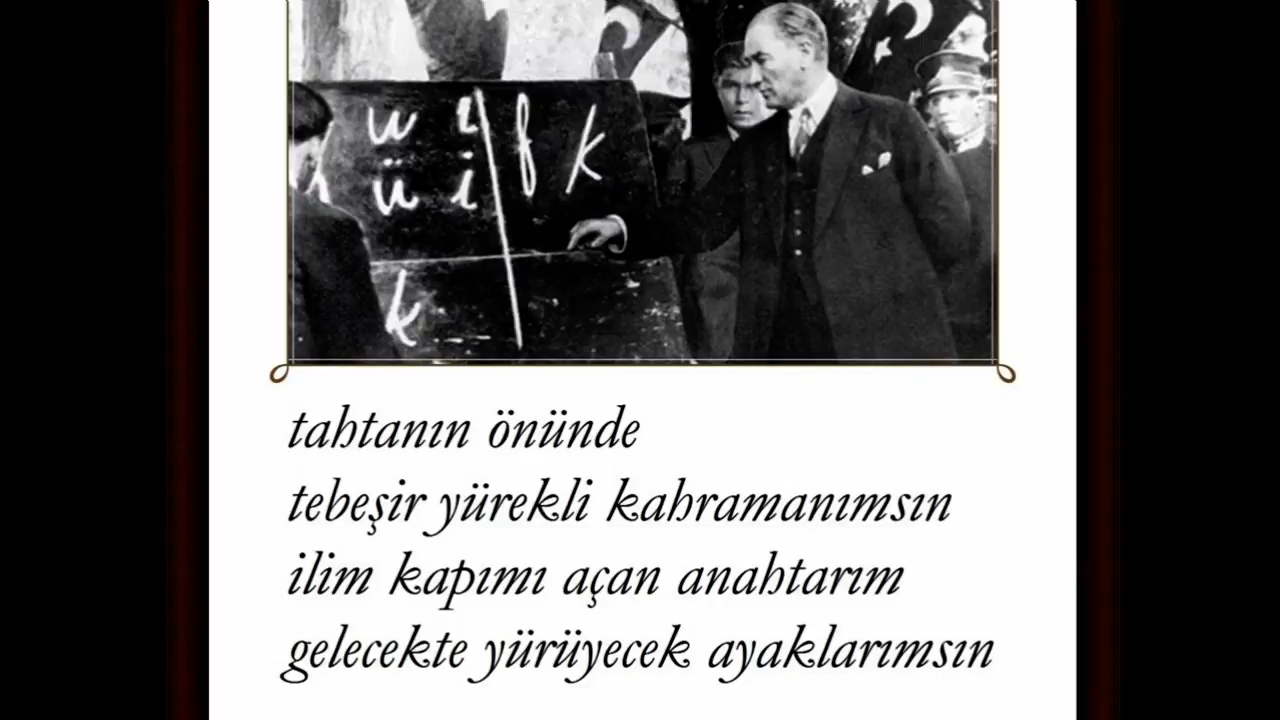 u ı f k
ü i
k
tahtanın önünde
tebeşir yürekli kahramanımsın
ilim kapımı açan anahtarım
gelecekte yürüyecek ayaklarımsın